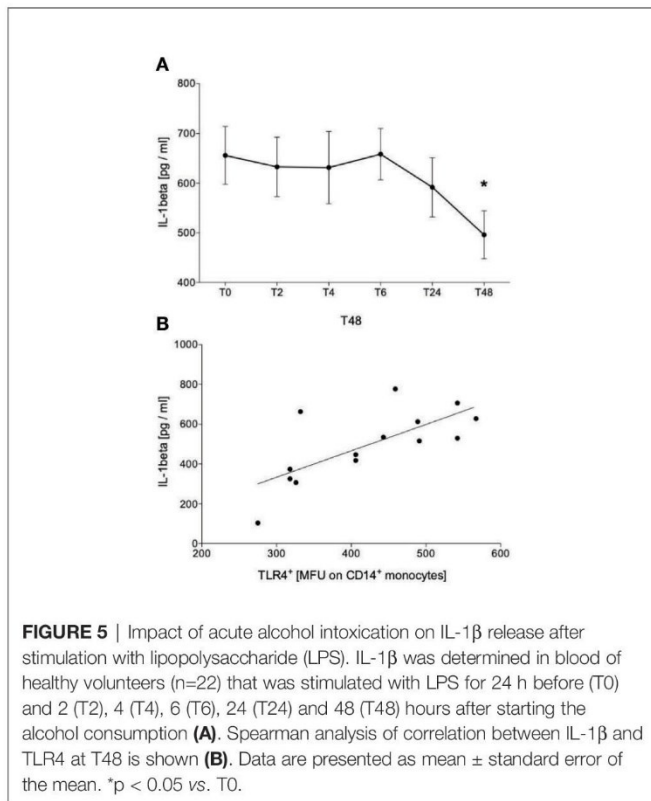 A
800
700
600
500
400
IL-1beta [pg / ml]
*
T0 T2 T4 T6 T24 T48
T48
B
1000
800
600
400
200
0
IL-1beta [pg / ml]
200 300 400 500 600
TLR4⁺ [MFU on CD14⁺ monocytes]
FIGURE 5 | Impact of acute alcohol intoxication on IL-1β release after
stimulation with lipopolysaccharide (LPS). IL-1β was determined in blood of
healthy volunteers (n=22) that was stimulated with LPS for 24 h before (T0)
and 2 (T2), 4 (T4), 6 (T6), 24 (T24) and 48 (T48) hours after starting the
alcohol consumption (A). Spearman analysis of correlation between IL-1β and
TLR4 at T48 is shown (B). Data are presented as mean ± standard error of
the mean. *p < 0.05 vs. T0.